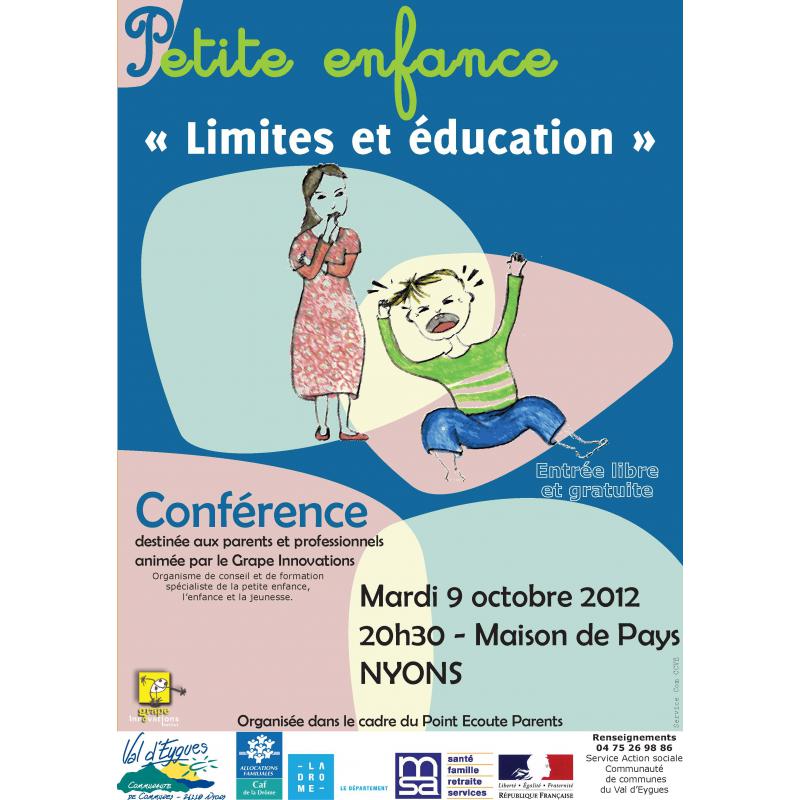 Petite enfance
« Limites et éducation »
Entrée libre
et gratuite
Conférence
destinée aux parents et professionnels
animée par le Grape Innovations
Organisme de conseil et de formation
spécialiste de la petite enfance,
l'enfance et la jeunesse.
Mardi 9 octobre 2012
20h30 - Maison de Pays
NYONS
grape
Innovations
Organisée dans le cadre du Point Ecoute Parents
Service Com CCVE
Val d'Eygues
COMMUNAUTÉ
DE COMMUNES - 26110 NYONS
ALLOCATIONS
FAMILIALES
Caf
de la Drôme
-LA
DRO
ME-
LE DÉPARTEMENT
msa
santé
famille
retraite
services
Liberté • Égalité • Fraternité
RÉPUBLIQUE FRANÇAISE
Renseignements
04 75 26 98 86
Service Action sociale
Communauté
de communes
du Val d'Eygues